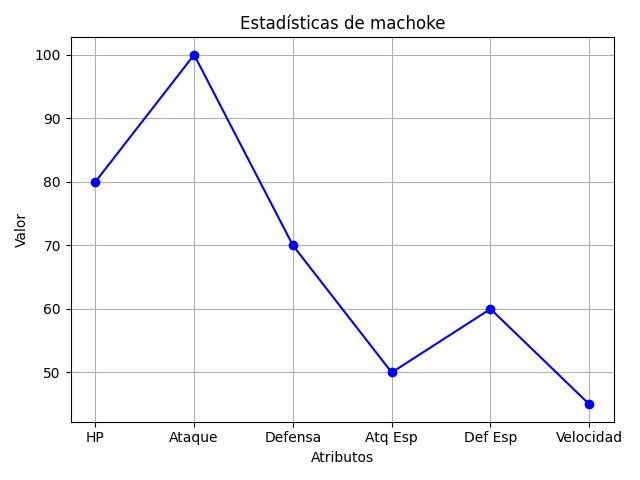 Estadísticas de machoke
Valor
100
90
80
70
60
50
HP Ataque Defensa Atq Esp Def Esp Velocidad
Atributos